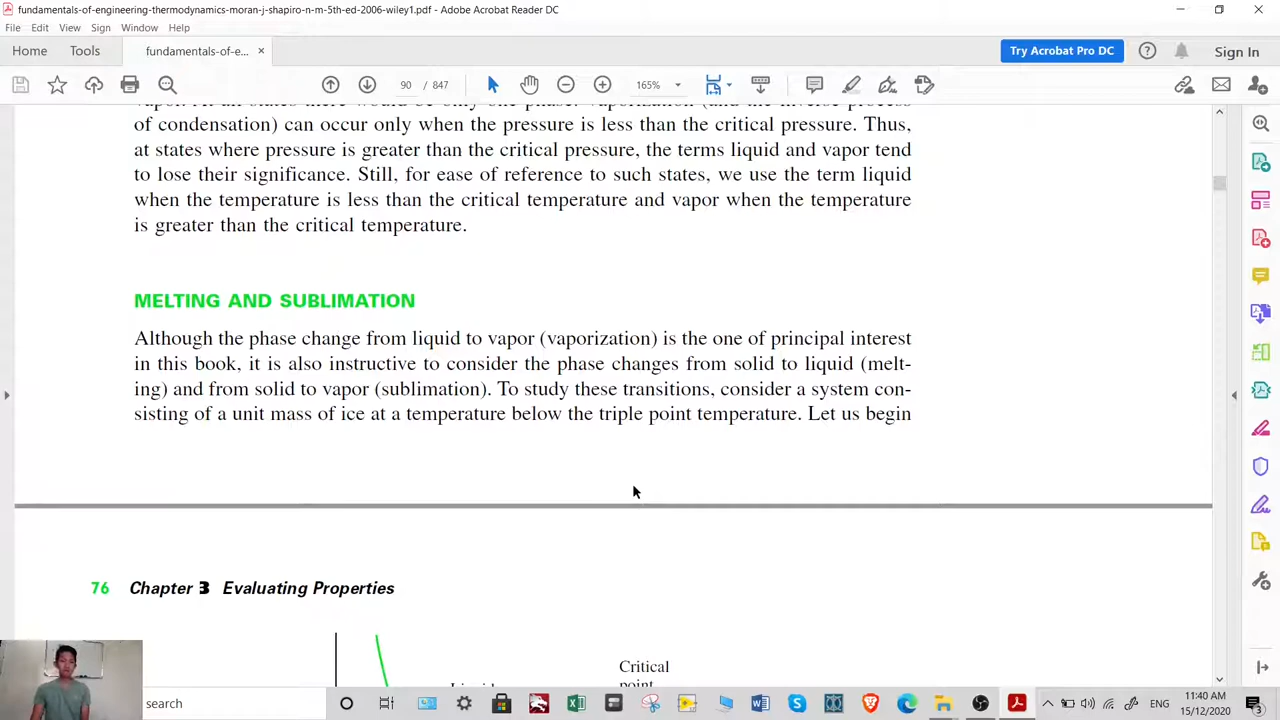 fundamentals-of-engineering-thermodynamics-moran-j-shapiro-n-m-5th-ed-2006-wiley1.pdf - Adobe Acrobat Reader DC
File Edit View Sign Window Help
Home Tools fundamentals-of-e... × Try Acrobat Pro DC Sign In
90 / 847 165%
of condensation) can occur only when the pressure is less than the critical pressure. Thus,
at states where pressure is greater than the critical pressure, the terms liquid and vapor tend
to lose their significance. Still, for ease of reference to such states, we use the term liquid
when the temperature is less than the critical temperature and vapor when the temperature
is greater than the critical temperature.
MELTING AND SUBLIMATION
Although the phase change from liquid to vapor (vaporization) is the one of principal interest
in this book, it is also instructive to consider the phase changes from solid to liquid (melt-
ing) and from solid to vapor (sublimation). To study these transitions, consider a system con-
sisting of a unit mass of ice at a temperature below the triple point temperature. Let us begin
76 Chapter 3 Evaluating Properties
Critical
point
search
ENG
11:40 AM
15/12/2020
3